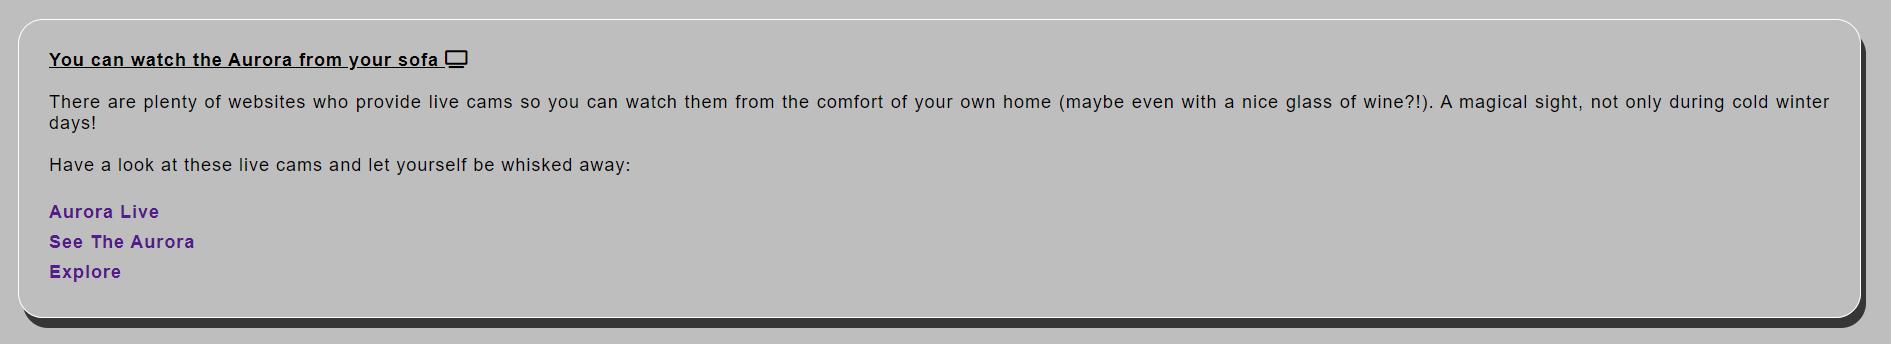 You can watch the Aurora from your sofa
There are plenty of websites who provide live cams so you can watch them from the comfort of your own home (maybe even with a nice glass of wine?!). A magical sight, not only during cold winter
days!
Have a look at these live cams and let yourself be whisked away:
Aurora Live
See The Aurora
Explore